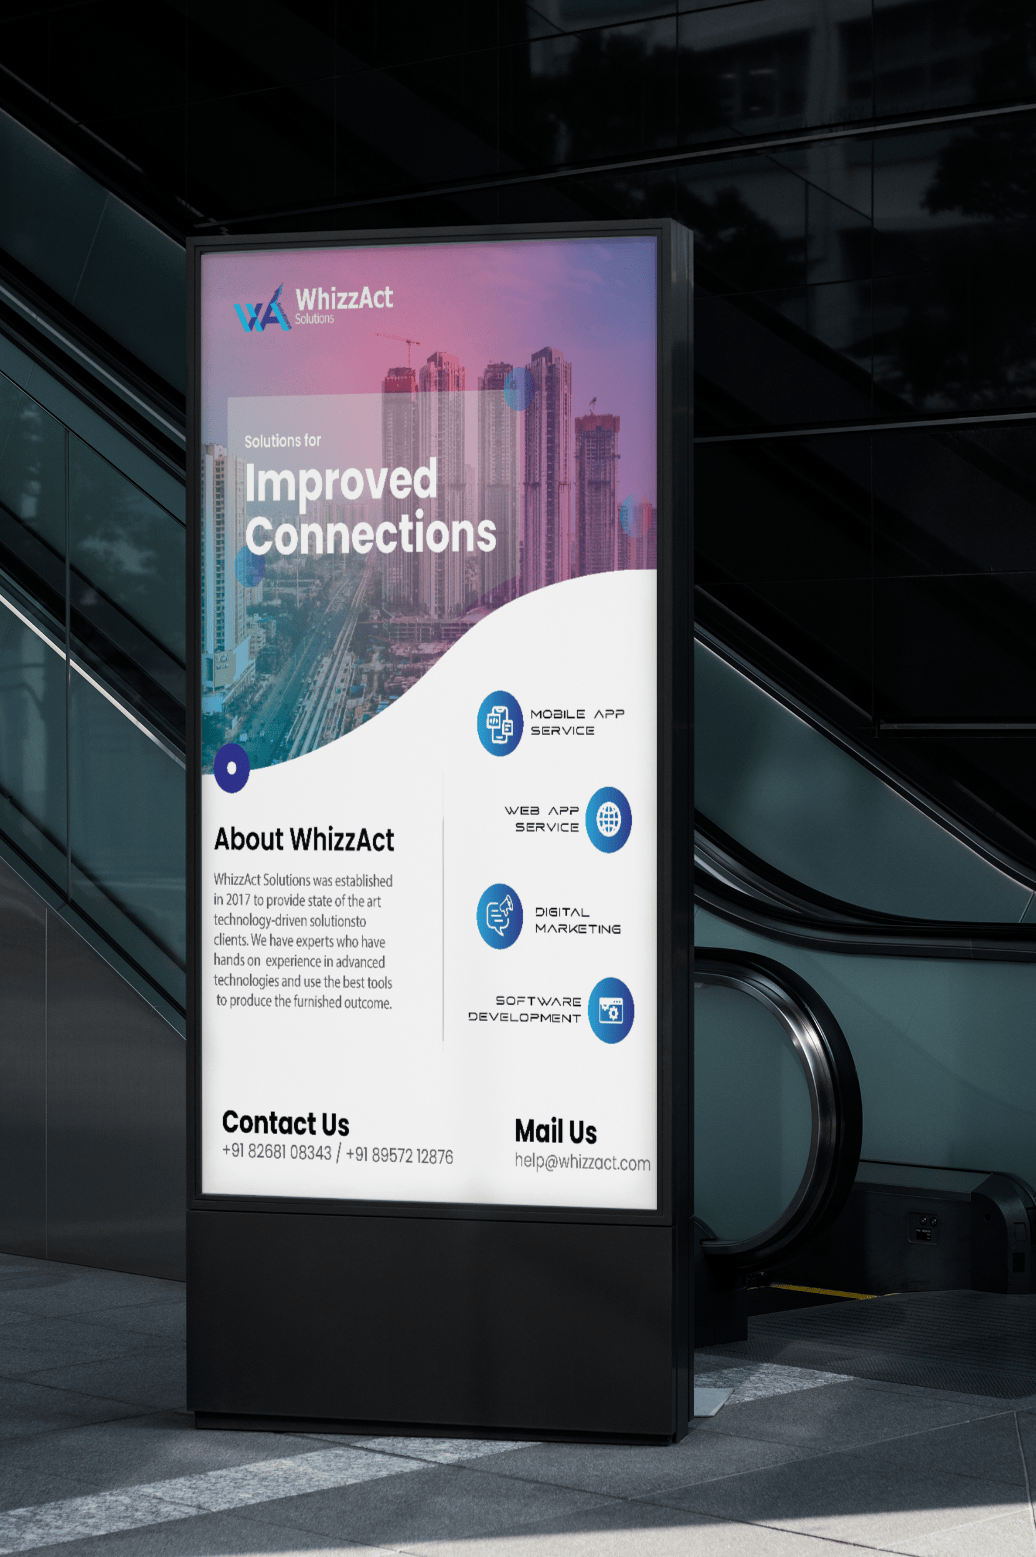 WhizzAct
Solutions
Solutions for
Improved
Connections
MOBILE APP
SERVICE
WEB APP
SERVICE
DIGITAL
MARKETING
SOFTWARE
DEVELOPMENT
About WhizzAct
WhizzAct Solutions was established
in 2017 to provide state of the art
technology-driven solutionsto
clients. We have experts who have
hands on experience in advanced
technologies and use the best tools
to produce the furnished outcome.
Contact Us
+91 82681 08343 / +91 89572 12876
Mail Us
help@whizzact.com